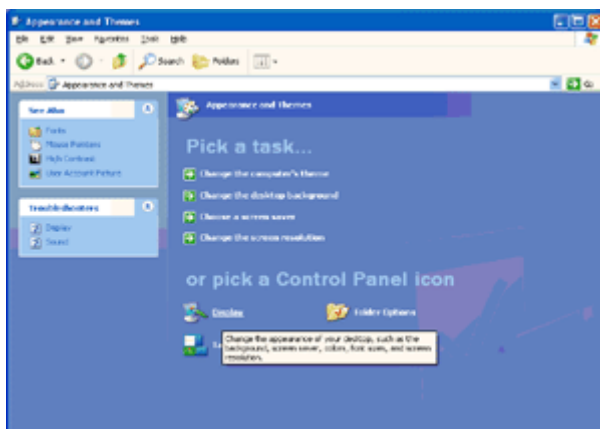 Appearance and Themes
File Edit View Favorites Tools Help
Back Search Folders
Address Appearance and Themes Go
See Also
Fonts
Mouse Pointers
High Contrast
User Account Picture
Troubleshooters
Display
Sound
Appearance and Themes
Pick a task...
Change the computer's theme
Change the desktop background
Choose a screen saver
Change the screen resolution
or pick a Control Panel icon
Display Folder Options
Change the appearance of your desktop, such as the
background, screen saver, colors, font sizes, and screen
resolution.